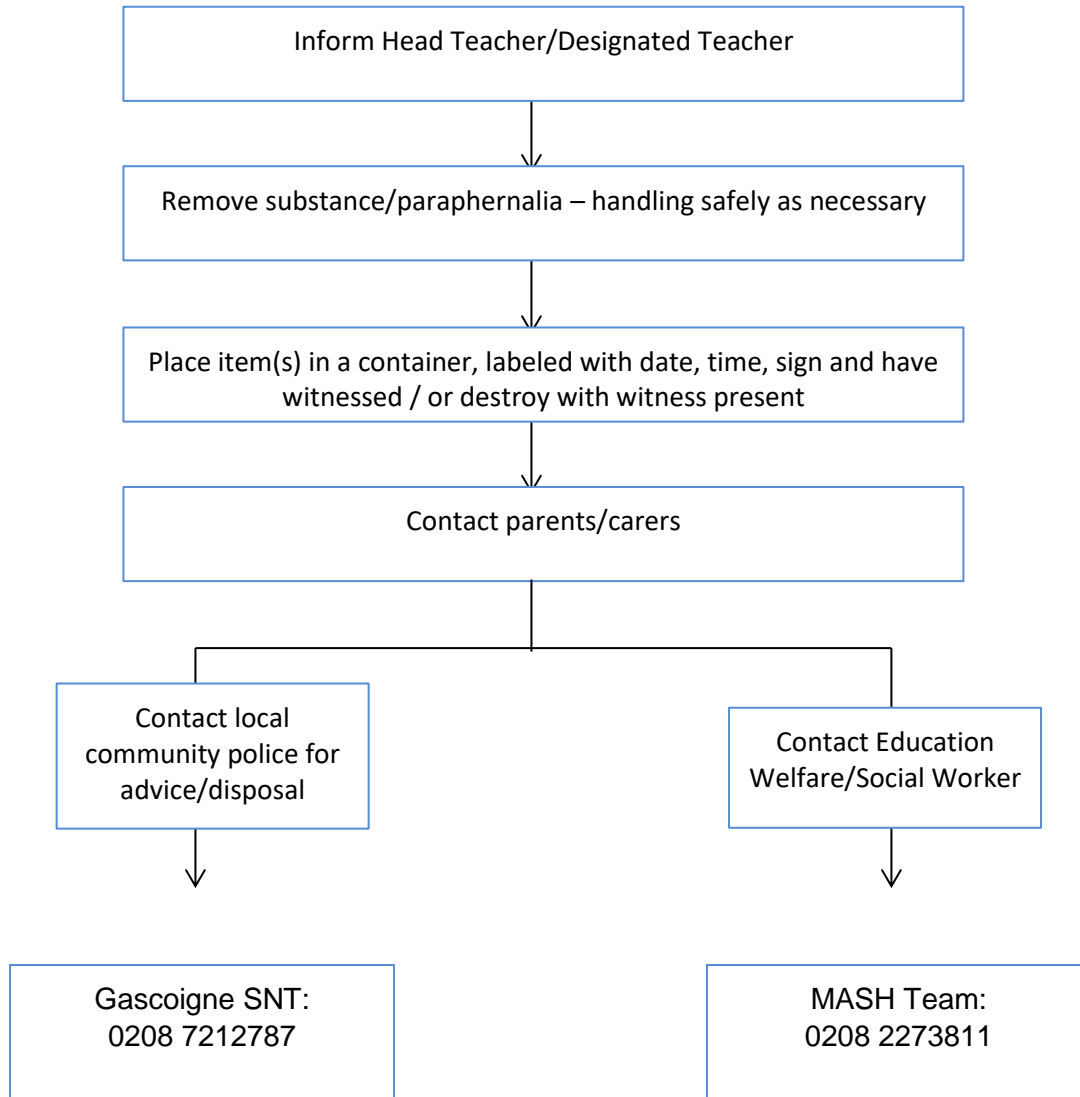 Inform Head Teacher/Designated Teacher
Remove substance/paraphernalia – handling safely as necessary
Place item(s) in a container, labeled with date, time, sign and have
witnessed / or destroy with witness present
Contact parents/carers
Contact local
community police for
advice/disposal
Contact Education
Welfare/Social Worker
Gascoigne SNT:
0208 7212787
MASH Team:
0208 2273811